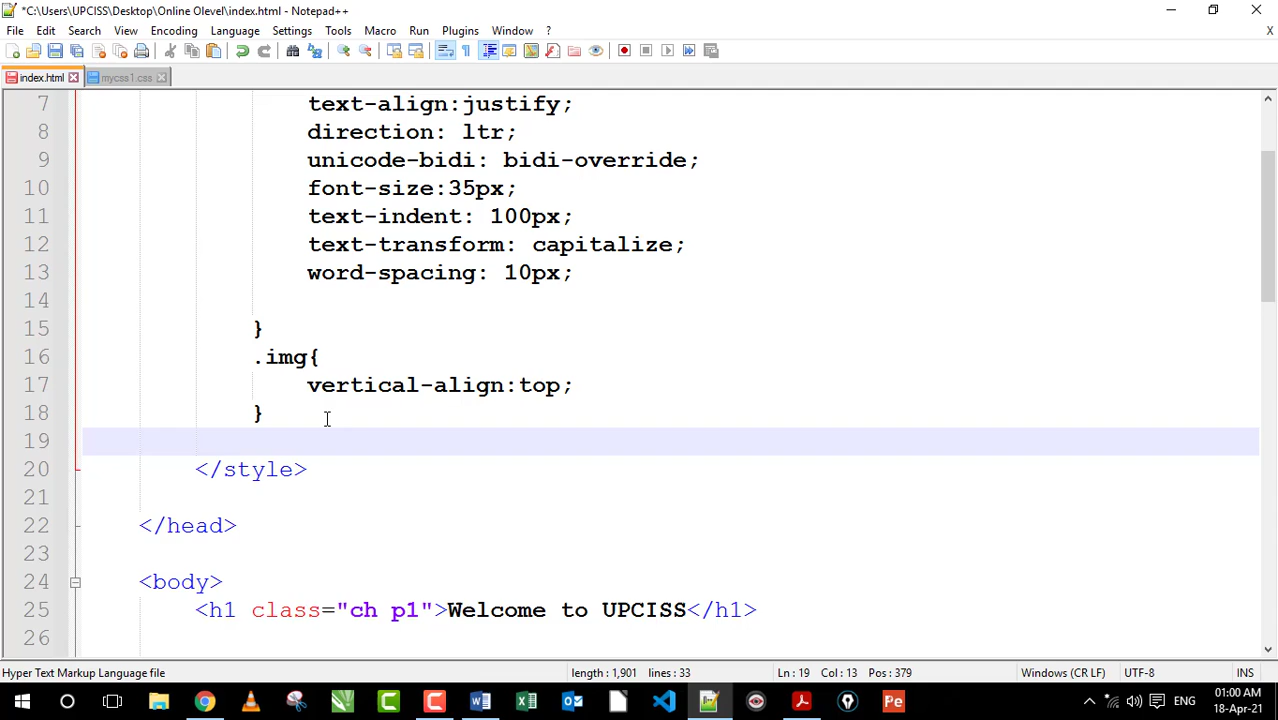 *C:\Users\UPCISS\Desktop\Online Olevel\index.html - Notepad++
File Edit Search View Encoding Language Settings Tools Macro Run Plugins Window ? X
index.html mycss1.css
7 text-align:justify;
8 direction: ltr;
9 unicode-bidi: bidi-override;
10 font-size:35px;
11 text-indent: 100px;
12 text-transform: capitalize;
13 word-spacing: 10px;
14
15 }
16 .img{
17 vertical-align:top;
18 }
19
20 </style>
21
22 </head>
23
24 <body>
25 <h1 class="ch p1">Welcome to UPCISS</h1>
26
Hyper Text Markup Language file length : 1,901 lines : 33 Ln : 19 Col : 13 Pos : 379 Windows (CR LF) UTF-8 INS
ENG 01:00 AM
18-Apr-21